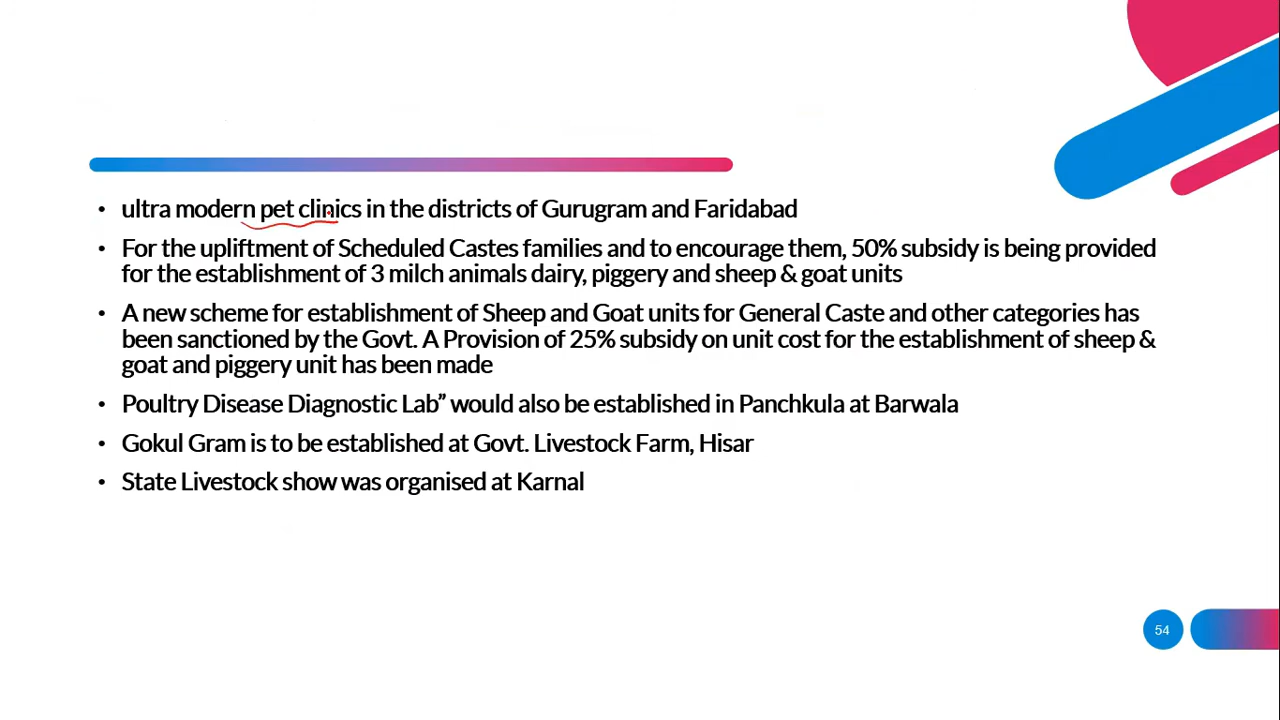 • ultra modern pet clinics in the districts of Gurugram and Faridabad
• For the upliftment of Scheduled Castes families and to encourage them, 50% subsidy is being provided
for the establishment of 3 milch animals dairy, piggery and sheep & goat units
• A new scheme for establishment of Sheep and Goat units for General Caste and other categories has
been sanctioned by the Govt. A Provision of 25% subsidy on unit cost for the establishment of sheep &
goat and piggery unit has been made
• Poultry Disease Diagnostic Lab” would also be established in Panchkula at Barwala
• Gokul Gram is to be established at Govt. Livestock Farm, Hisar
• State Livestock show was organised at Karnal
54